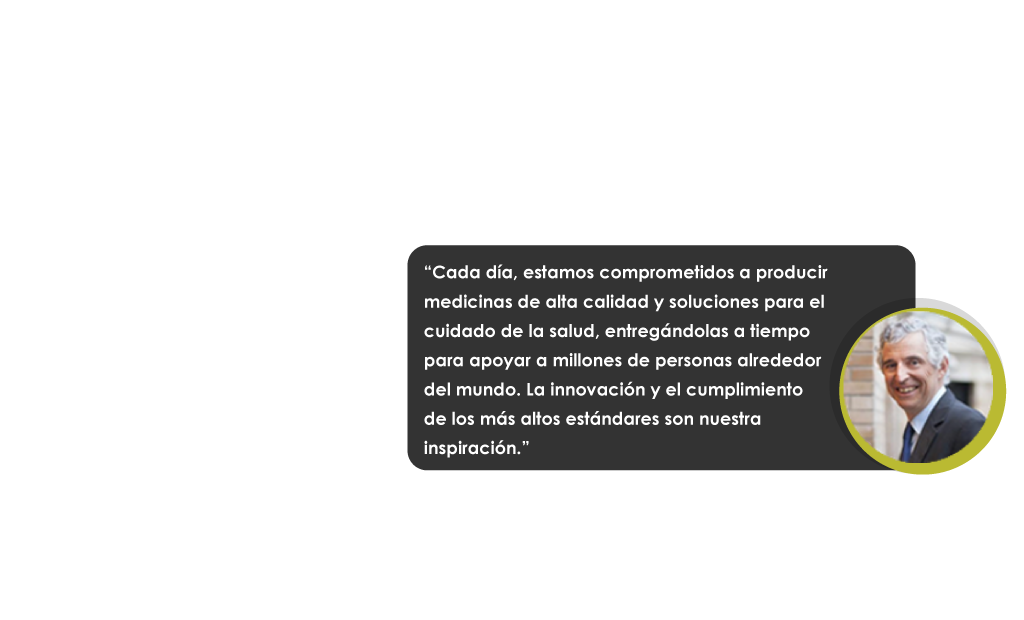 “Cada día, estamos comprometidos a producir
medicinas de alta calidad y soluciones para el
cuidado de la salud, entregándolas a tiempo
para apoyar a millones de personas alrededor
del mundo. La innovación y el cumplimiento
de los más altos estándares son nuestra
inspiración.”